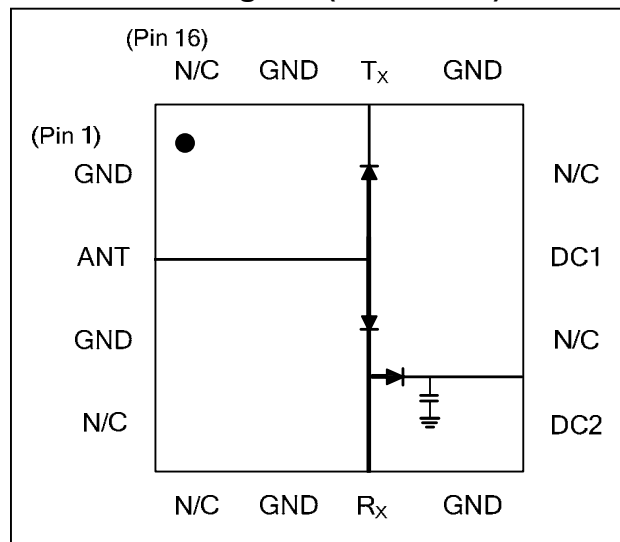 (Pin 16)
N/C GND TX GND
(Pin 1)
GND N/C
ANT DC1
GND N/C
N/C DC2
N/C GND RX GND